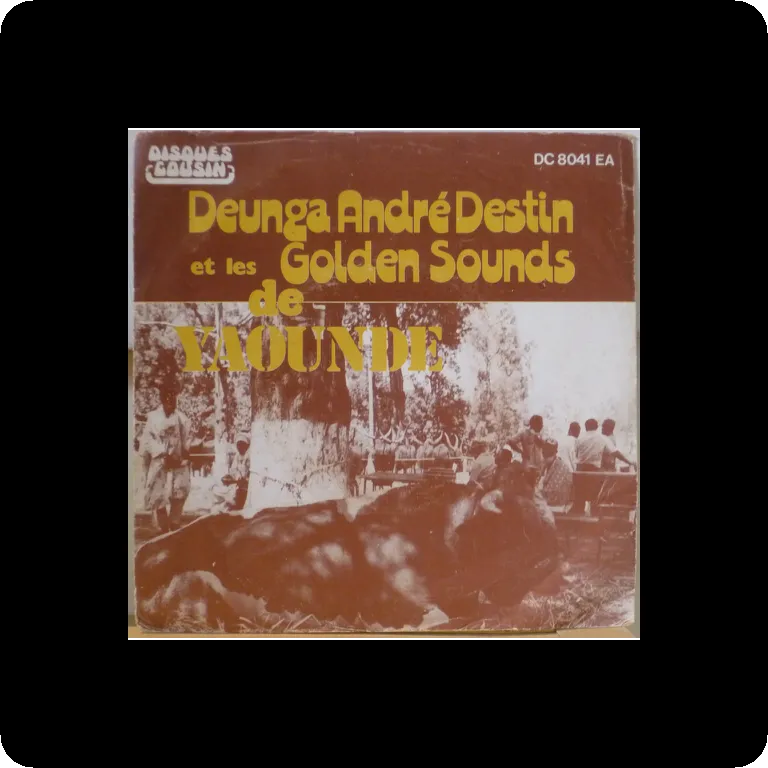 DISQUES
COUSIN
DC 8041 EA
Deunga André Destin
et les Golden Sounds
de
YAOUNDE